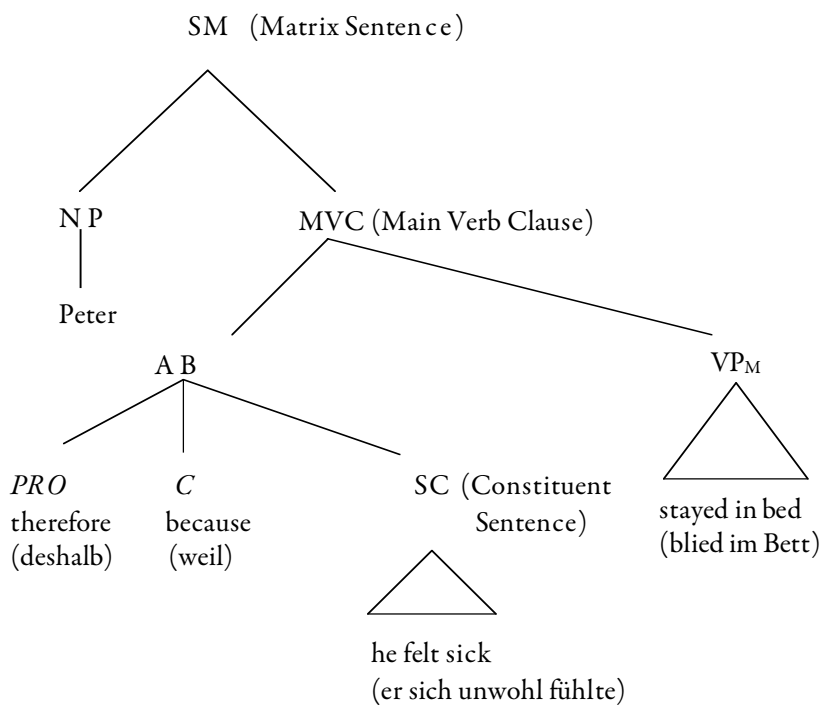 SM (Matrix Sentence)
NP
MVC (Main Verb Clause)
Peter
AB
VPM
PRO
C
SC (Constituent
Sentence)
therefore
(deshalb)
because
(weil)
stayed in bed
(blied im Bett)
he felt sick
(er sich unwohl fühlte)